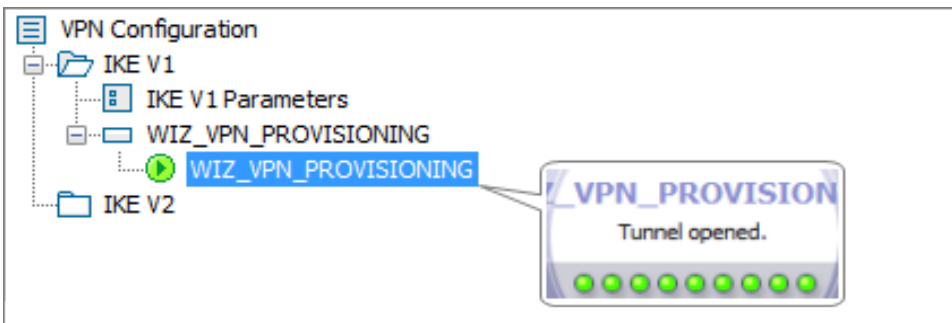 VPN Configuration
IKE V1
IKE V1 Parameters
WIZ_VPN_PROVISIONING
WIZ_VPN_PROVISIONING
_VPN_PROVISION
Tunnel opened.
IKE V2